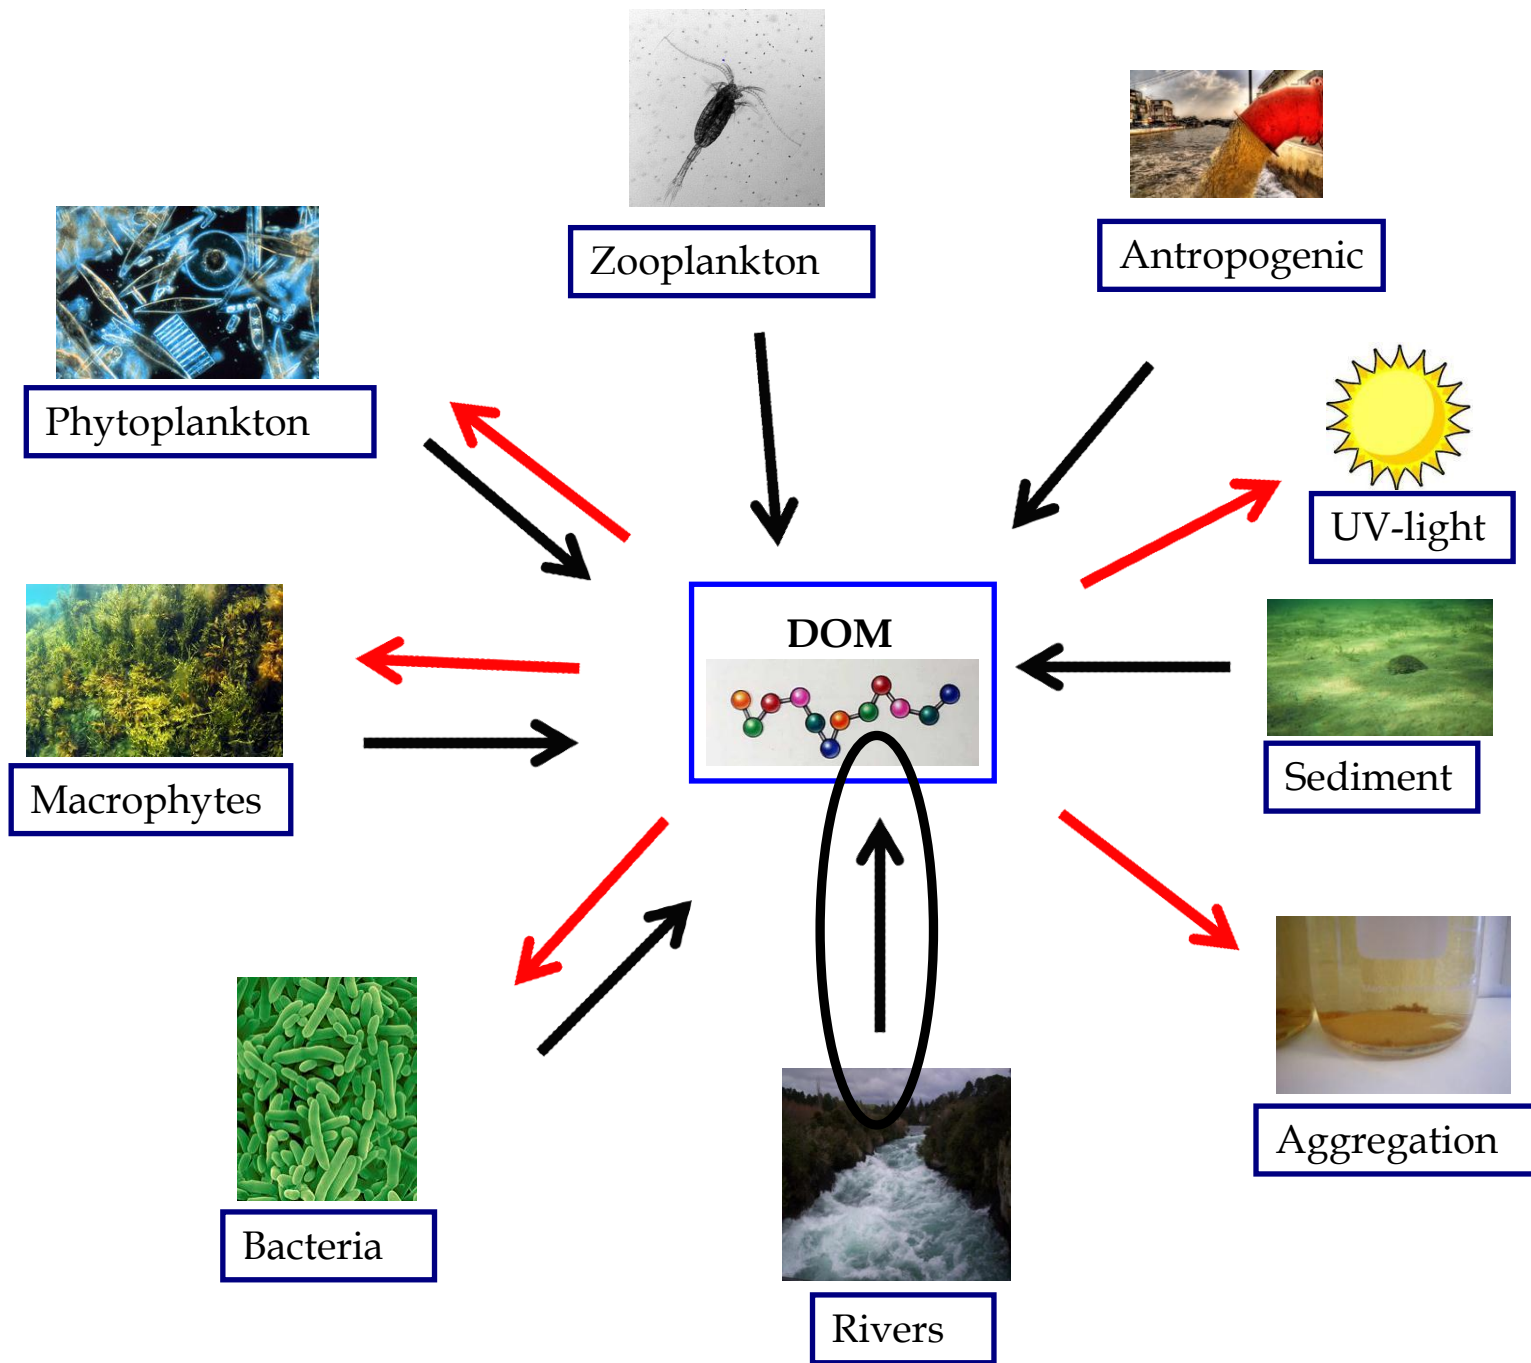 Zooplankton
Antropogenic
Phytoplankton
UV-light
DOM
Sediment
Macrophytes
Aggregation
Bacteria
Rivers